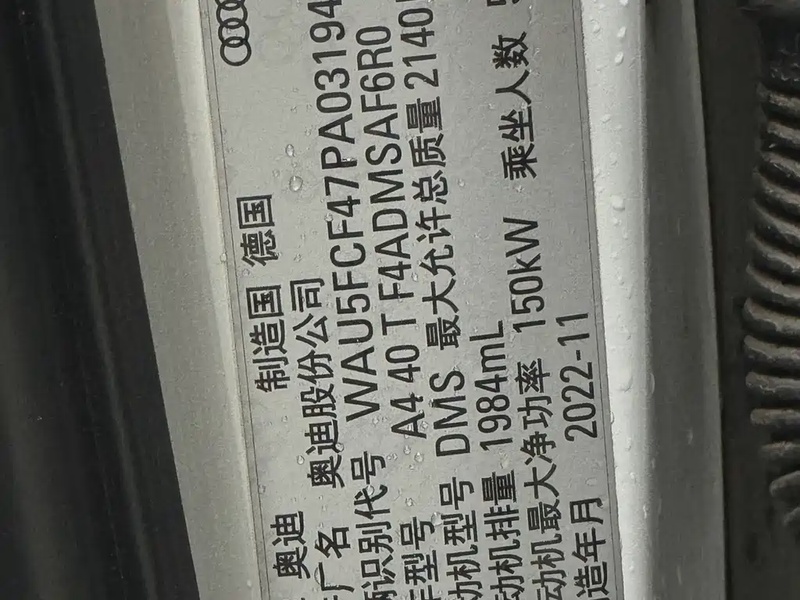 奥迪 制造国 德国
厂名 奥迪股份公司
识别代号 WAU5FCF47PA03194
车型号 A4 40 T F4ADMSAF6R0
动机型号 DMS 最大允许总质量 2140
动机排量 1984mL
动机最大净功率 150kW 乘坐人数
造年月 2022-11